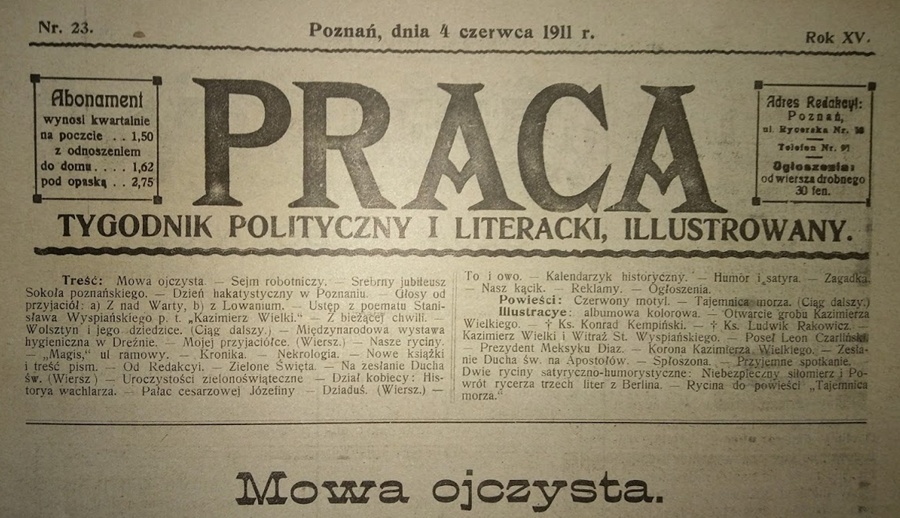 Nr. 23.
Poznań, dnia 4 czerwca 1911 r.
Rok XV.
Abonament
wynosi kwartalnie
na poczcie . . 1,50
z odnoszeniem
do domu. . . . 1,62
pod opaską . . 2,75
PRACA
Adres Redakcyi:
Poznań,
ul. Rycerska Nr.
Telefon Nr.
Ogłoszenia:
od wiersza drobnego
30 fen.
TYGODNIK POLITYCZNY I LITERACKI, ILLUSTROWANY.
Treść: Mowa ojczysta. — Sejm robotniczy. — Srebrny jubileusz
Sokoła poznańskiego. — Dzień hakatystyczny w Poznaniu. — Głosy od
przyjaciół: a) Z nad Warty, b) z Lowanium. — Ustęp z poematu Stani-
sława Wyspiańskiego p. t. „Kazimierz Wielki.“ — Z bieżącej chwili.
Wolsztyn i jego dziedzice. (Ciąg dalszy.) — Międzynarodowa wystawa
hygieniczna w Dreźnie. — Mojej przyjaciółce. (Wiersz.) — Nasze ryciny.
— „Magis,“ ul ramowy. — Kronika. — Nekrologia. — Nowe książki
i treść pism. — Od Redakcyi. — Zielone Święta. — Na zesłanie Ducha
św. (Wiersz) — Uroczystości zielonoświąteczne — Dział kobiecy: His-
torya wachlarza. — Pałac cesarzowej Józefiny — Dziaduś. (Wiersz.) —
To i owo. — Kalendarzyk historyczny. — Humor i satyra. — Zagadka.
— Nasz kącik. — Reklamy. — Ogłoszenia.
Powieści: Czerwony motyl. — Tajemnica morza. (Ciąg dalszy.)
Illustracye: albumowa kolorowa. — Otwarcie grobu Kazimierza
Wielkiego. — † Ks. Konrad Kempiński. — † Ks. Ludwik Rakowicz. —
Kazimierz Wielki i Witraż St. Wyspiańskiego. — Poseł Leon Czarliński.
— Prezydent Meksyku Diaz. — Korona Kazimierza Wielkiego. — Zesła-
nie Ducha św. na Apostołów. — Spłoszona. — Przyjemne spotkanie. —
Dwie ryciny satyryczno-humorystyczne: Niebezpieczny siłomierz i Po-
wrót rycerza trzech liter z Berlina. — Rycina do powieści „Tajemnica
morza.“
Mowa ojczysta.